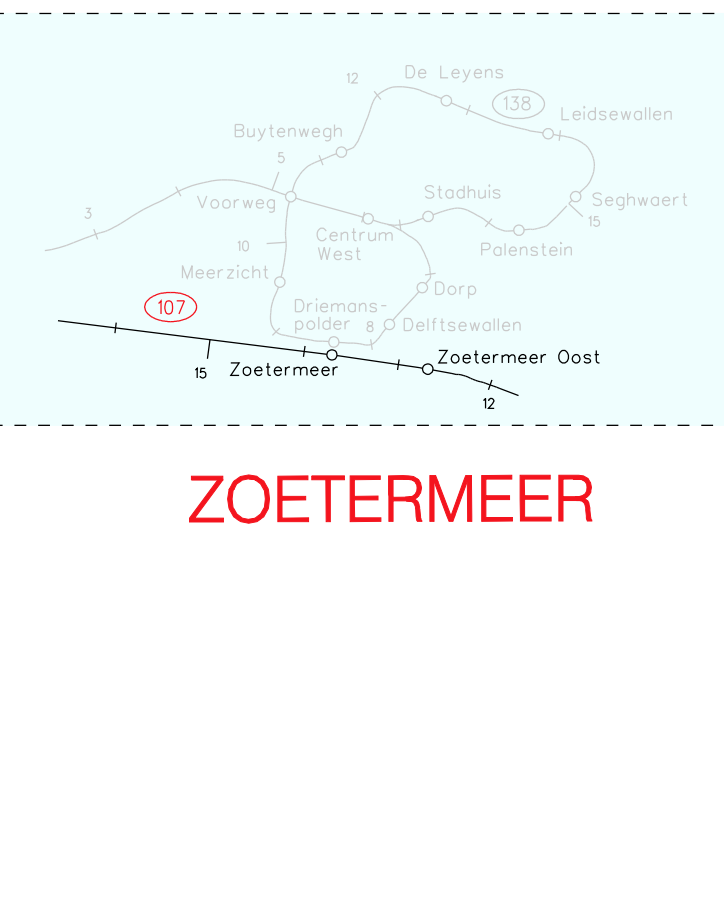 De Leyens
12
138
Leidsewallen
Buytenwegh
5
Stadhuis
Seghwaert
Voorweg
3
15
Centrum
West
10
Palenstein
Meerzicht
Dorp
107
Driemans-
polder
8
Delftsewallen
Zoetermeer Oost
15
Zoetermeer
12
ZOETERMEER